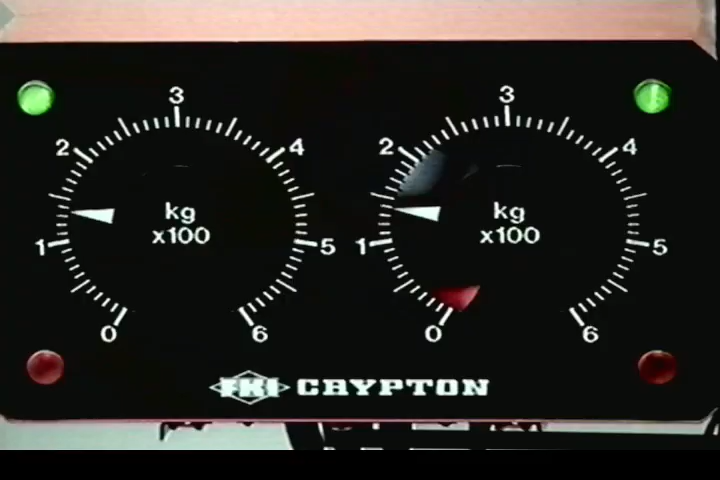 3 3
2 4 2 4
kg kg
x100 x100
1 5 1 5
0 6 0 6
FKI CRYPTON